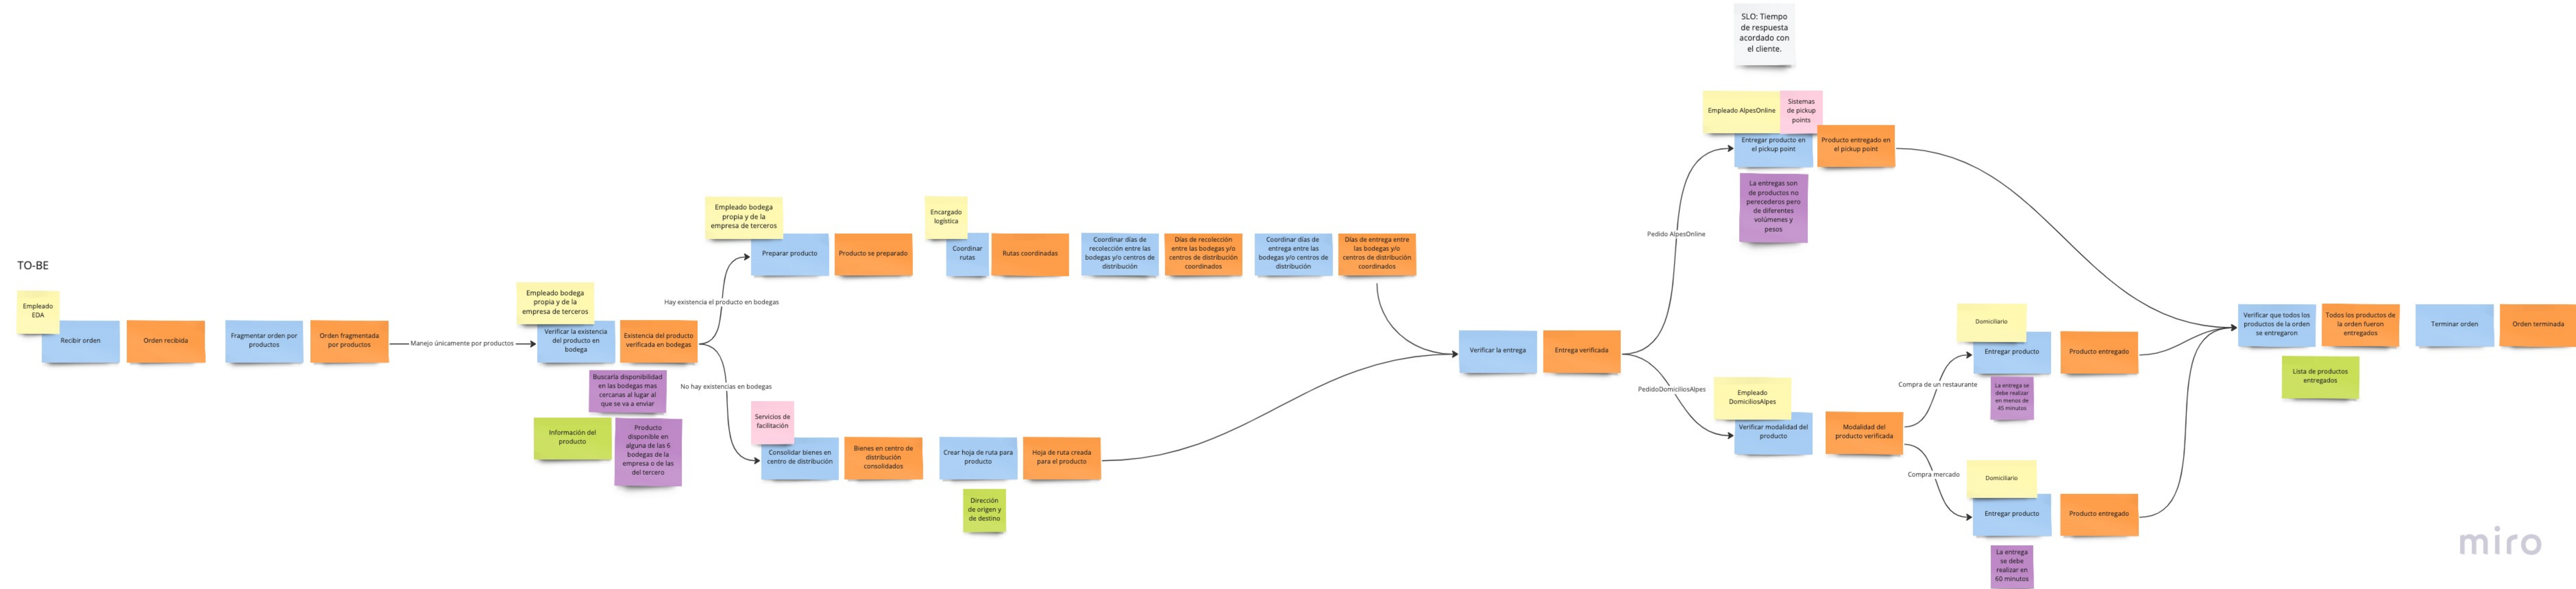 SLO: Tiempo
de respuesta
acordado con
el cliente.
Empleado AlpesOnline
Sistemas
de pickup
points
Entregar producto en
el pickup point
Producto entregado en
el pickup point
La entregas son
de productos no
perecederos pero
de diferentes
volúmenes y
pesos
Pedido AlpesOnline
TO-BE
Empleado
EDA
Recibir orden
Orden recibida
Fragmentar orden por
productos
Orden fragmentada
por productos
Manejo únicamente por productos
Empleado bodega
propia y de la
empresa de terceros
Verificar la existencia
del producto en
bodega
Existencia del producto
verificada en bodegas
Buscarla disponibilidad
en las bodegas mas
cercanas al lugar al
que se va a enviar
Información del
producto
Producto
disponible en
alguna de las 6
bodegas de la
empresa o de las
del tercero
Hay existencia el producto en bodegas
Empleado bodega
propia y de la
empresa de terceros
Preparar producto
Producto se preparado
Encargado
logística
Coordinar
rutas
Rutas coordinadas
Coordinar días de
recolección entre las
bodegas y/o centros de
distribución
Días de recolección
entre las bodegas y/o
centros de distribución
coordinados
Coordinar días de
entrega entre las
bodegas y/o centros de
distribución
Días de entrega entre
las bodegas y/o
centros de distribución
coordinados
No hay existencias en bodegas
Servicios de
facilitación
Consolidar bienes en
centro de distribución
Bienes en centro de
distribución
consolidados
Crear hoja de ruta para
producto
Hoja de ruta creada
para el producto
Dirección
de origen y
de destino
Verificar la entrega
Entrega verificada
PedidoDomiciliosAlpes
Empleado
DomiciliosAlpes
Verificar modalidad del
producto
Modalidad del
producto verificada
Compra de un restaurante
Domiciliario
Entregar producto
Producto entregado
La entrega se
debe realizar
en menos de
45 minutos
Compra mercado
Domiciliario
Entregar producto
Producto entregado
La entrega
se debe
realizar en
60 minutos
Verificar que todos los
productos de la orden
se entregaron
Todos los productos de
la orden fueron
entregados
Lista de productos
entregados
Terminar orden
Orden terminada
miro